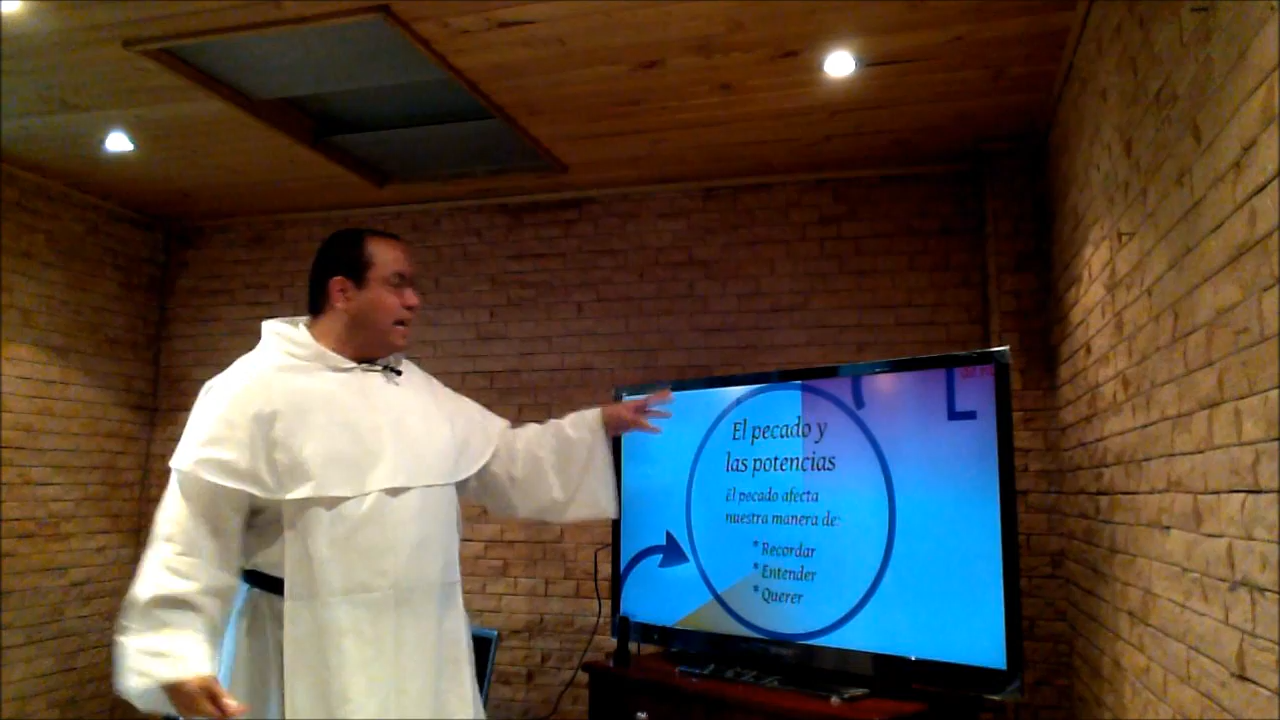 El pecado y
las potencias
El pecado afecta
nuestra manera de:
* Recordar
* Entender
* Querer
L